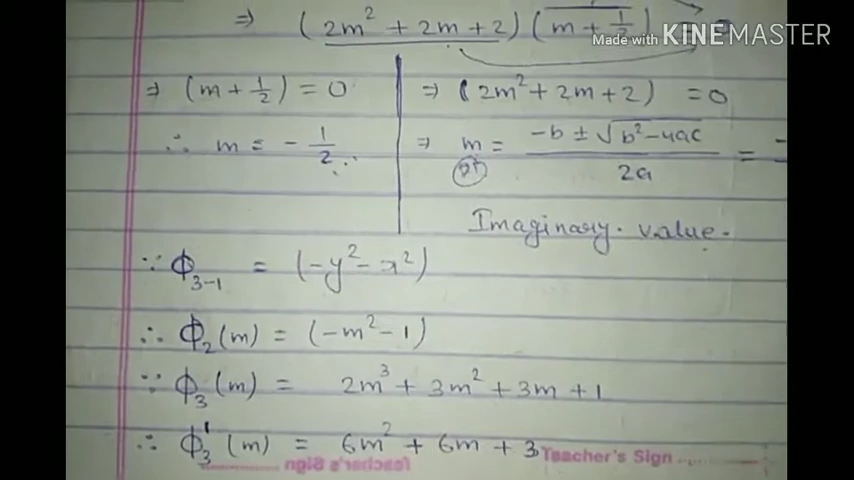 ⇒ (2m² + 2m + 2) (m + 1/2) = 0
Made with KINEMASTER
⇒ (m + 1/2) = 0
∴ m = - 1/2
⇒ (2m² + 2m + 2) = 0
⇒ m = (-b ± √(b² - 4ac)) / 2a =
Imaginary. value.
∵ ϕ₃₋₁ = (-y² - x²)
∴ ϕ₂(m) = (-m² - 1)
∵ ϕ₃(m) = 2m³ + 3m² + 3m + 1
∴ ϕ₃'(m) = 6m² + 6m + 3
Teacher's Sign